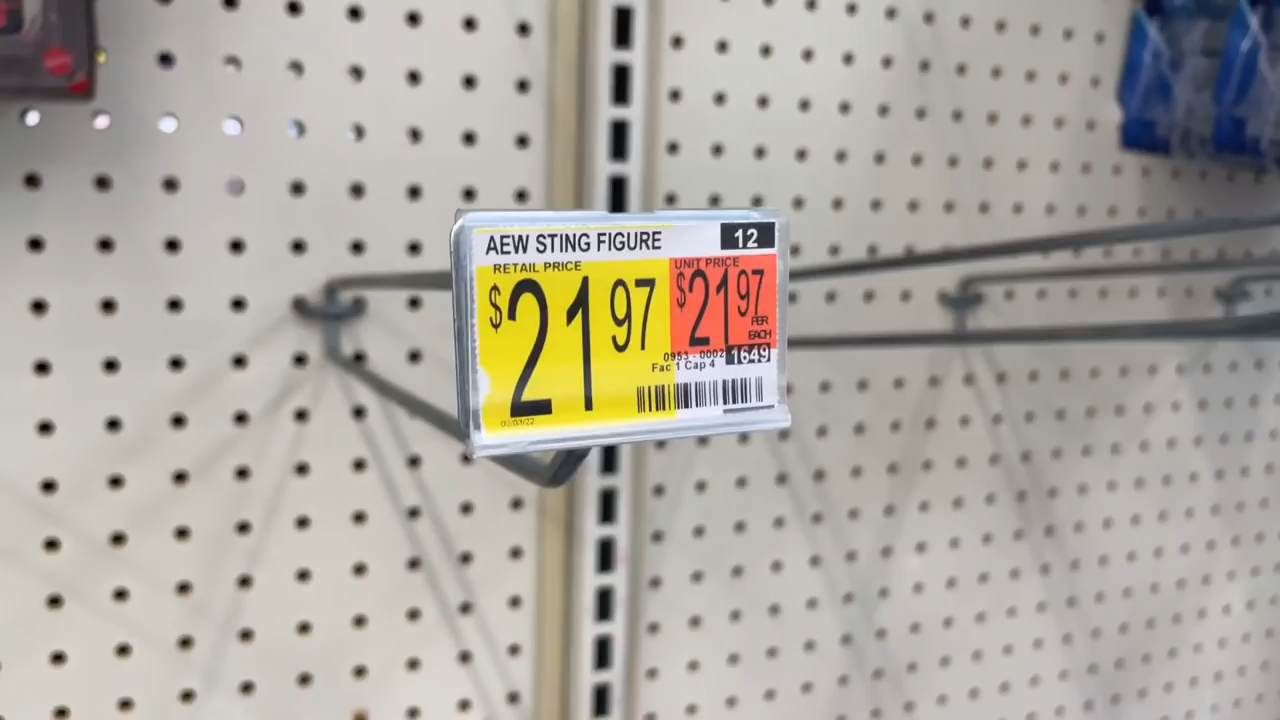 AEW STING FIGURE 12
RETAIL PRICE
$21 97
UNIT PRICE
$21 97
PER
EACH
0953 - 0002 1649
Fac 1 Cap 4